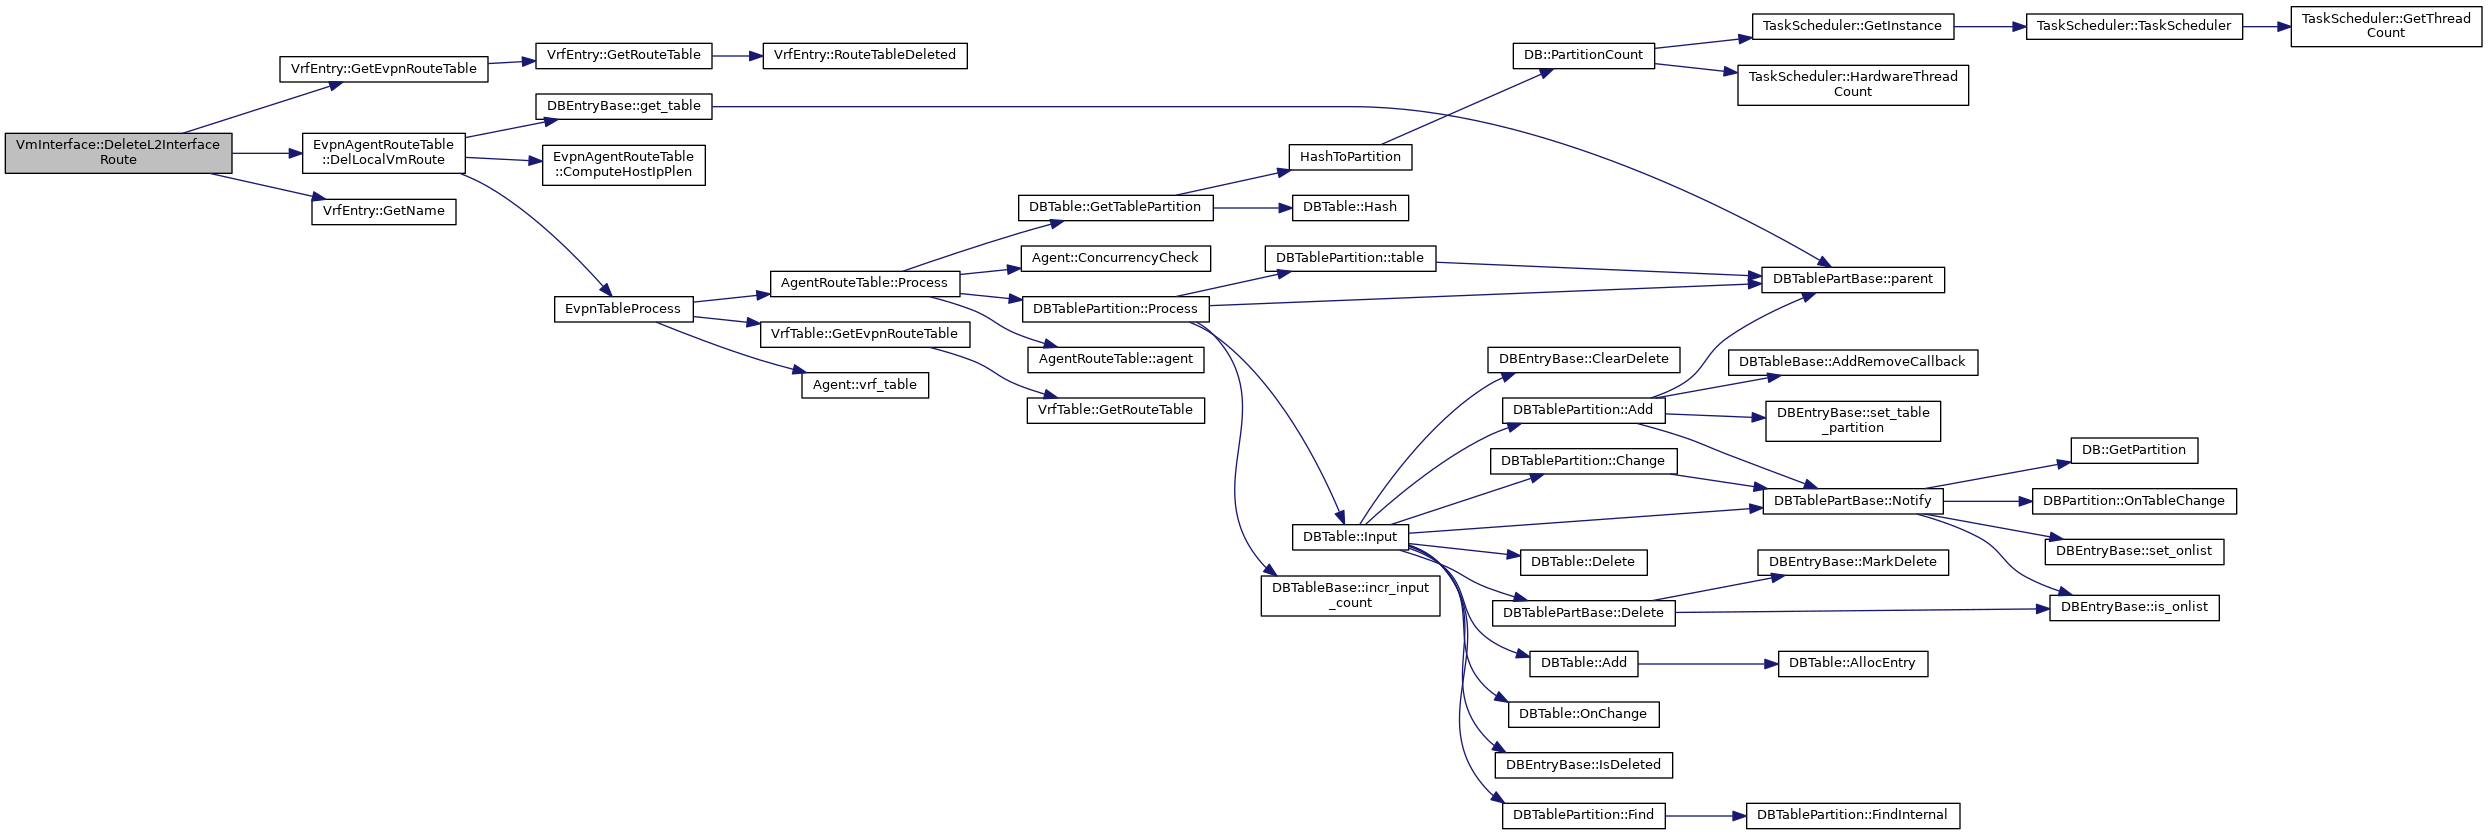 VmInterface::DeleteL2Interface
Route
VrfEntry::GetEvpnRouteTable
EvpnAgentRouteTable
::DelLocalVmRoute
VrfEntry::GetName
VrfEntry::GetRouteTable
DBEntryBase::get_table
EvpnAgentRouteTable
::ComputeHostIpPlen
EvpnTableProcess
VrfEntry::RouteTableDeleted
AgentRouteTable::Process
VrfTable::GetEvpnRouteTable
Agent::vrf_table
DBTable::GetTablePartition
Agent::ConcurrencyCheck
DBTablePartition::Process
AgentRouteTable::agent
VrfTable::GetRouteTable
HashToPartition
DBTable::Hash
DBTablePartition::table
DBTable::Input
DBTableBase::incr_input
_count
DB::PartitionCount
DBEntryBase::ClearDelete
DBTablePartition::Add
DBTablePartition::Change
DBTable::Delete
DBTablePartBase::Delete
DBTable::Add
DBTable::OnChange
DBEntryBase::IsDeleted
DBTablePartition::Find
TaskScheduler::GetInstance
TaskScheduler::HardwareThread
Count
DBTablePartBase::parent
DBTableBase::AddRemoveCallback
DBEntryBase::set_table
_partition
DBTablePartBase::Notify
DBEntryBase::MarkDelete
DBTable::AllocEntry
DBTablePartition::FindInternal
TaskScheduler::TaskScheduler
DB::GetPartition
DBPartition::OnTableChange
DBEntryBase::set_onlist
DBEntryBase::is_onlist
TaskScheduler::GetThread
Count